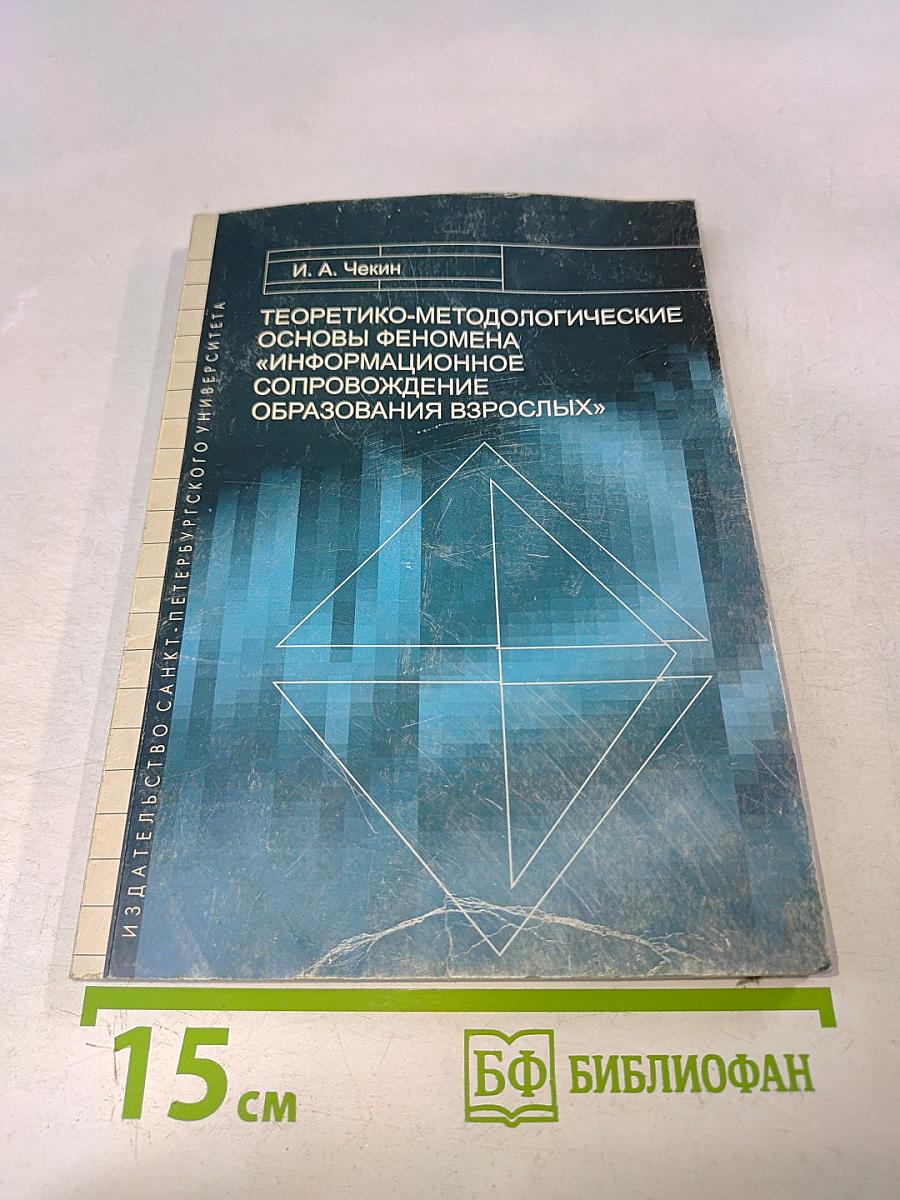 И. А. Чекин
ТЕОРЕТИКО-МЕТОДОЛОГИЧЕСКИЕ
ОСНОВЫ ФЕНОМЕНА
«ИНФОРМАЦИОННОЕ
СОПРОВОЖДЕНИЕ
ОБРАЗОВАНИЯ ВЗРОСЛЫХ»
ИЗДАТЕЛЬСТВО САНКТ-ПЕТЕРБУРГСКОГО УНИВЕРСИТЕТА
15 см
БФ БИБЛИОФАН